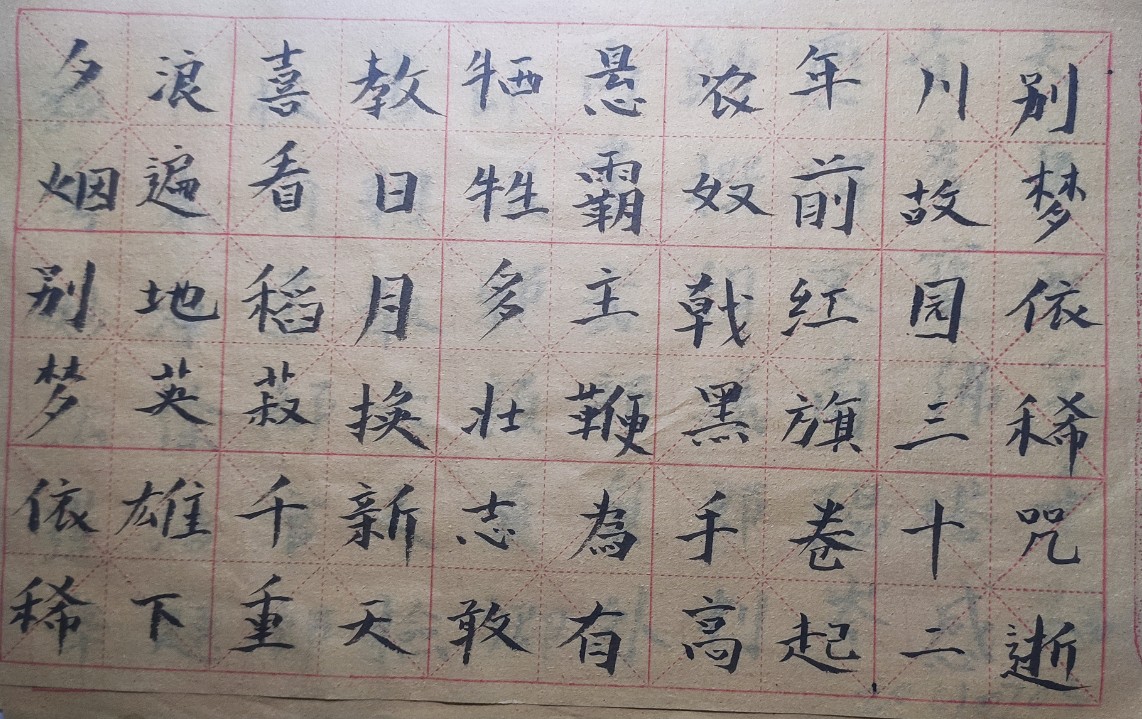 别梦依稀咒逝
川故园三十二
年前红旗卷起
农奴戟黑手高
悬霸主鞭為有
牺牲多壮志敢
教日月换新天
喜看稻菽千重
浪遍地英雄下
夕烟别梦依稀